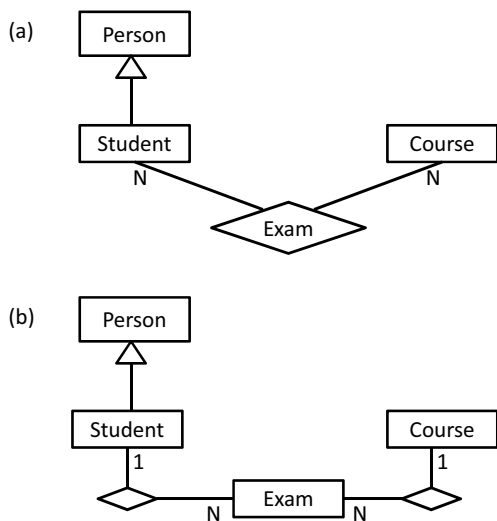 (a)
Person
Student
Course
N
N
Exam
(b)
Person
Student
Course
1
1
Exam
N
N